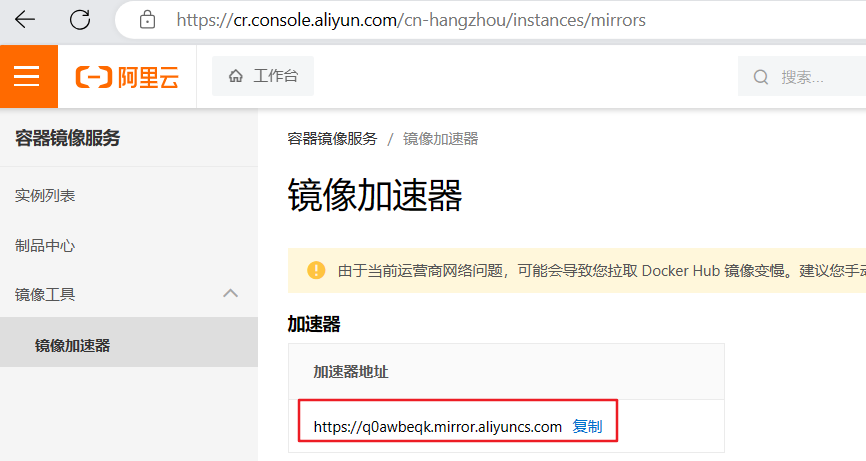 https://cr.console.aliyun.com/cn-hangzhou/instances/mirrors
阿里云
工作台
搜索...
容器镜像服务
容器镜像服务 / 镜像加速器
实例列表
镜像加速器
制品中心
由于当前运营商网络问题，可能会导致您拉取 Docker Hub 镜像变慢。建议您手动
镜像工具
加速器
镜像加速器
加速器地址
https://q0awbeqk.mirror.aliyuncs.com 复制